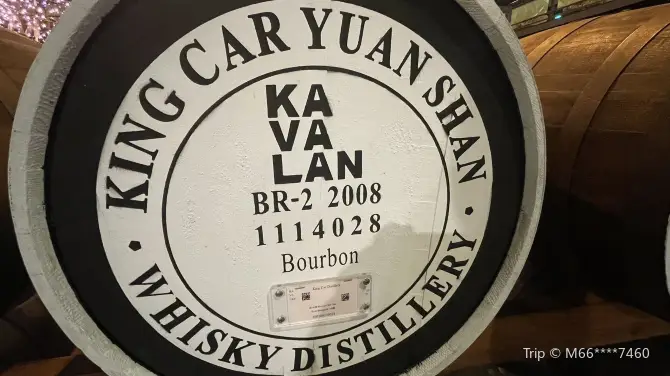 KING CAR YUAN SHAN
KA
VA
LAN
BR-2 2008
1114028
Bourbon
· WHISKY DISTILLERY ·
Trip © M66****7460